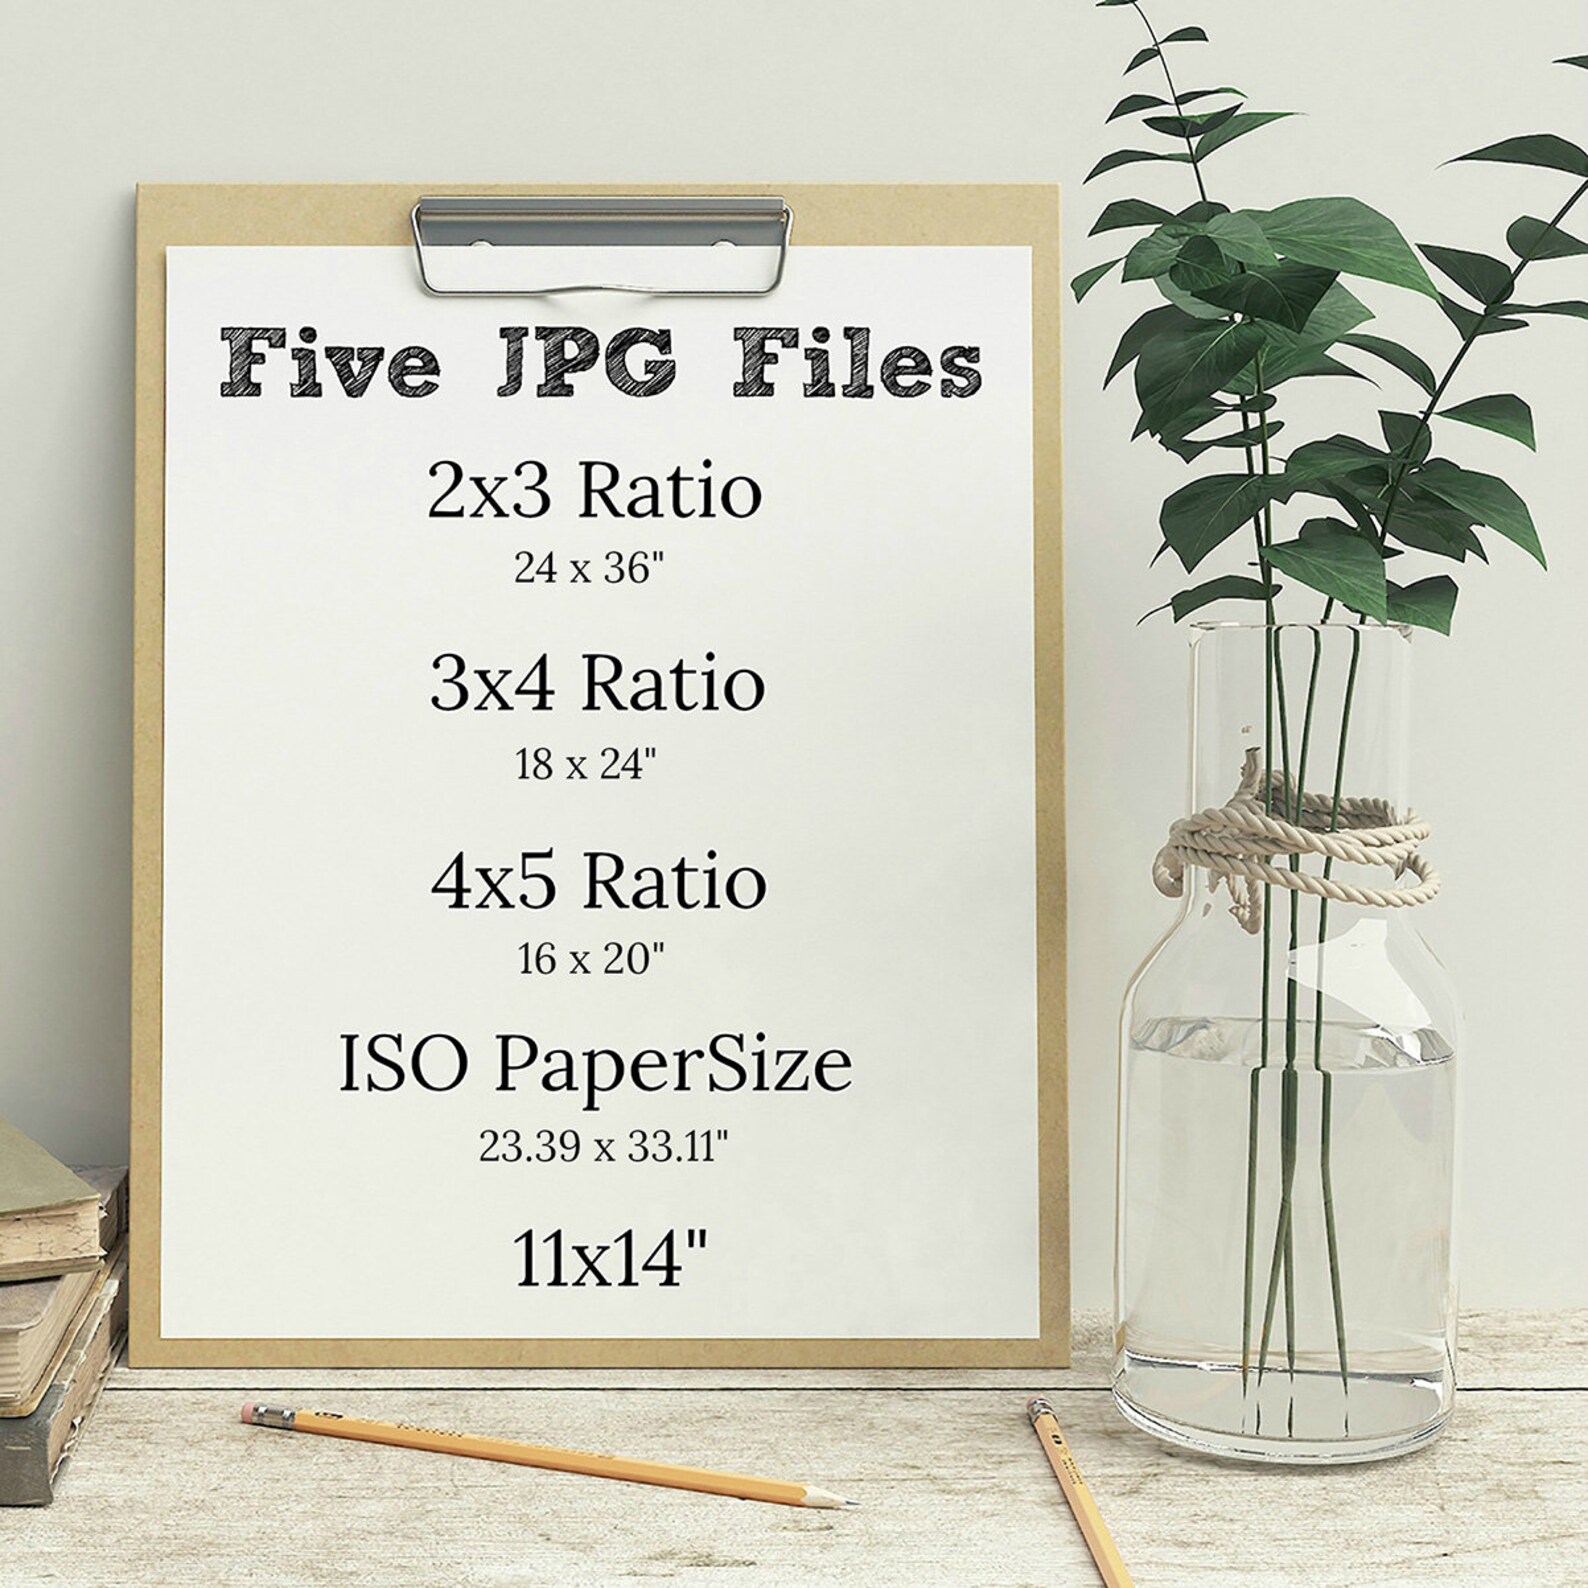 Five JPG Files
2x3 Ratio
24 x 36"
3x4 Ratio
18 x 24"
4x5 Ratio
16 x 20"
ISO PaperSize
23.39 x 33.11"
11x14"